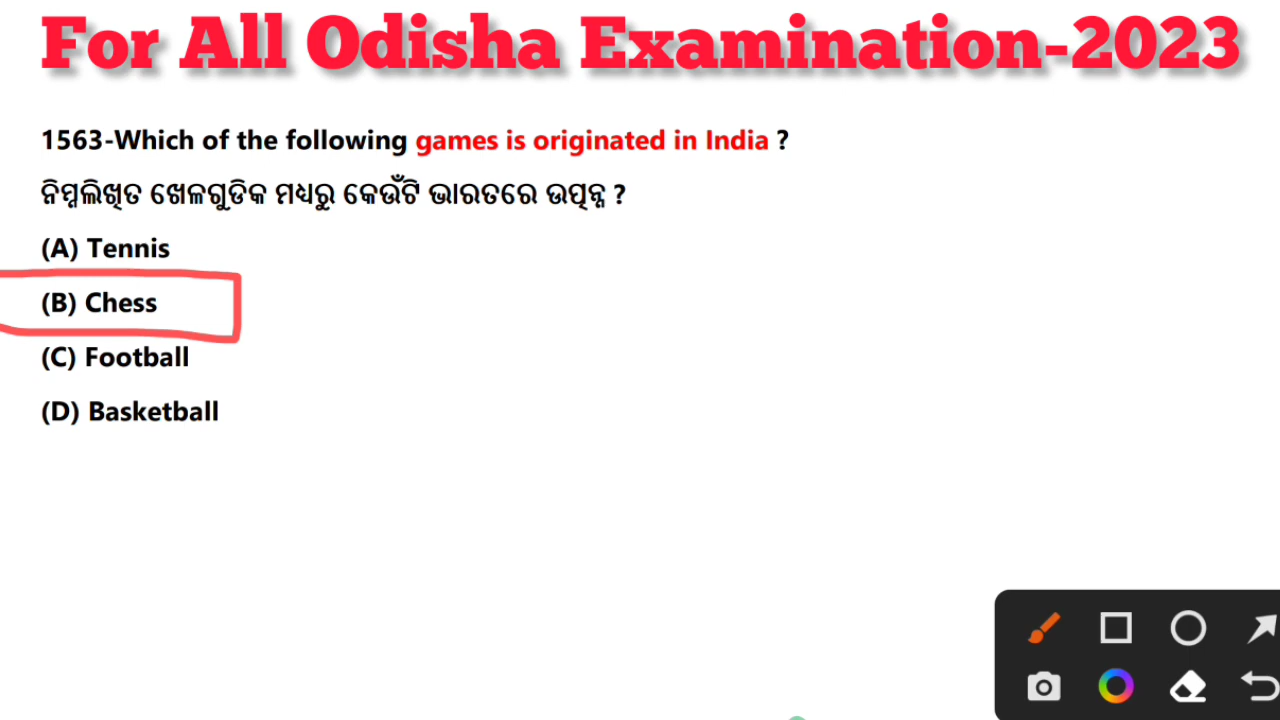 For All Odisha Examination-2023
1563-Which of the following games is originated in India ?
ନିମ୍ନଲିଖିତ ଖେଳଗୁଡିକ ମଧ୍ୟରୁ କେଉଁଟି ଭାରତରେ ଉତ୍ପନ୍ନ ?
(A) Tennis
(B) Chess
(C) Football
(D) Basketball